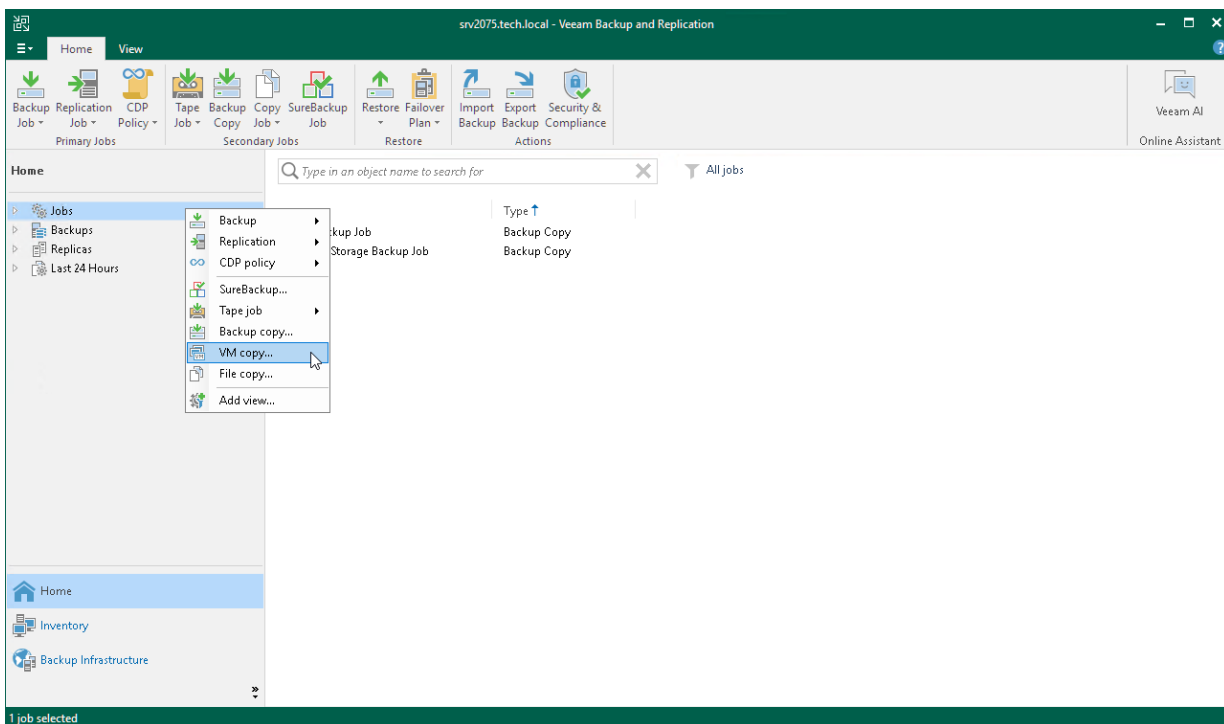 srv2075.tech.local - Veeam Backup and Replication
Home View
Backup Job
Replication Job
CDP Policy
Primary Jobs
Tape Job
Backup Copy
Copy Job
SureBackup Job
Secondary Jobs
Restore
Failover Plan
Restore
Import Backup
Export Backup
Security & Compliance
Actions
Veeam AI
Online Assistant
Home
Type in an object name to search for
All jobs
Jobs
Backups
Replicas
Last 24 Hours
Type
kup Job Backup Copy
Storage Backup Job Backup Copy
Backup
Replication
CDP policy
SureBackup...
Tape job
Backup copy...
VM copy...
File copy...
Add view...
Home
Inventory
Backup Infrastructure
1 job selected